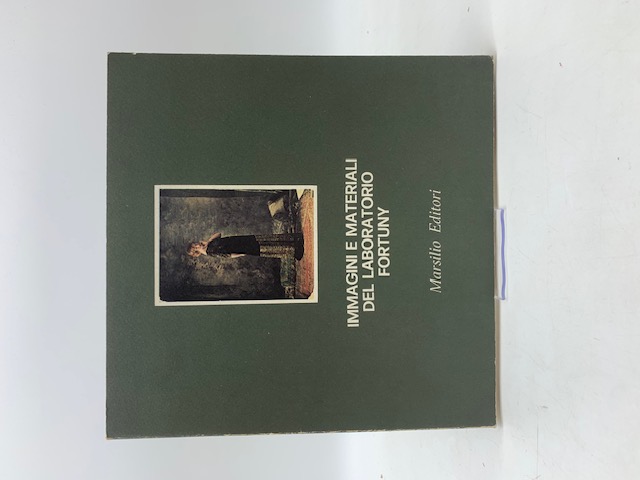 IMMAGINI E MATERIALI
DEL LABORATORIO
FORTUNY
Marsilio Editori